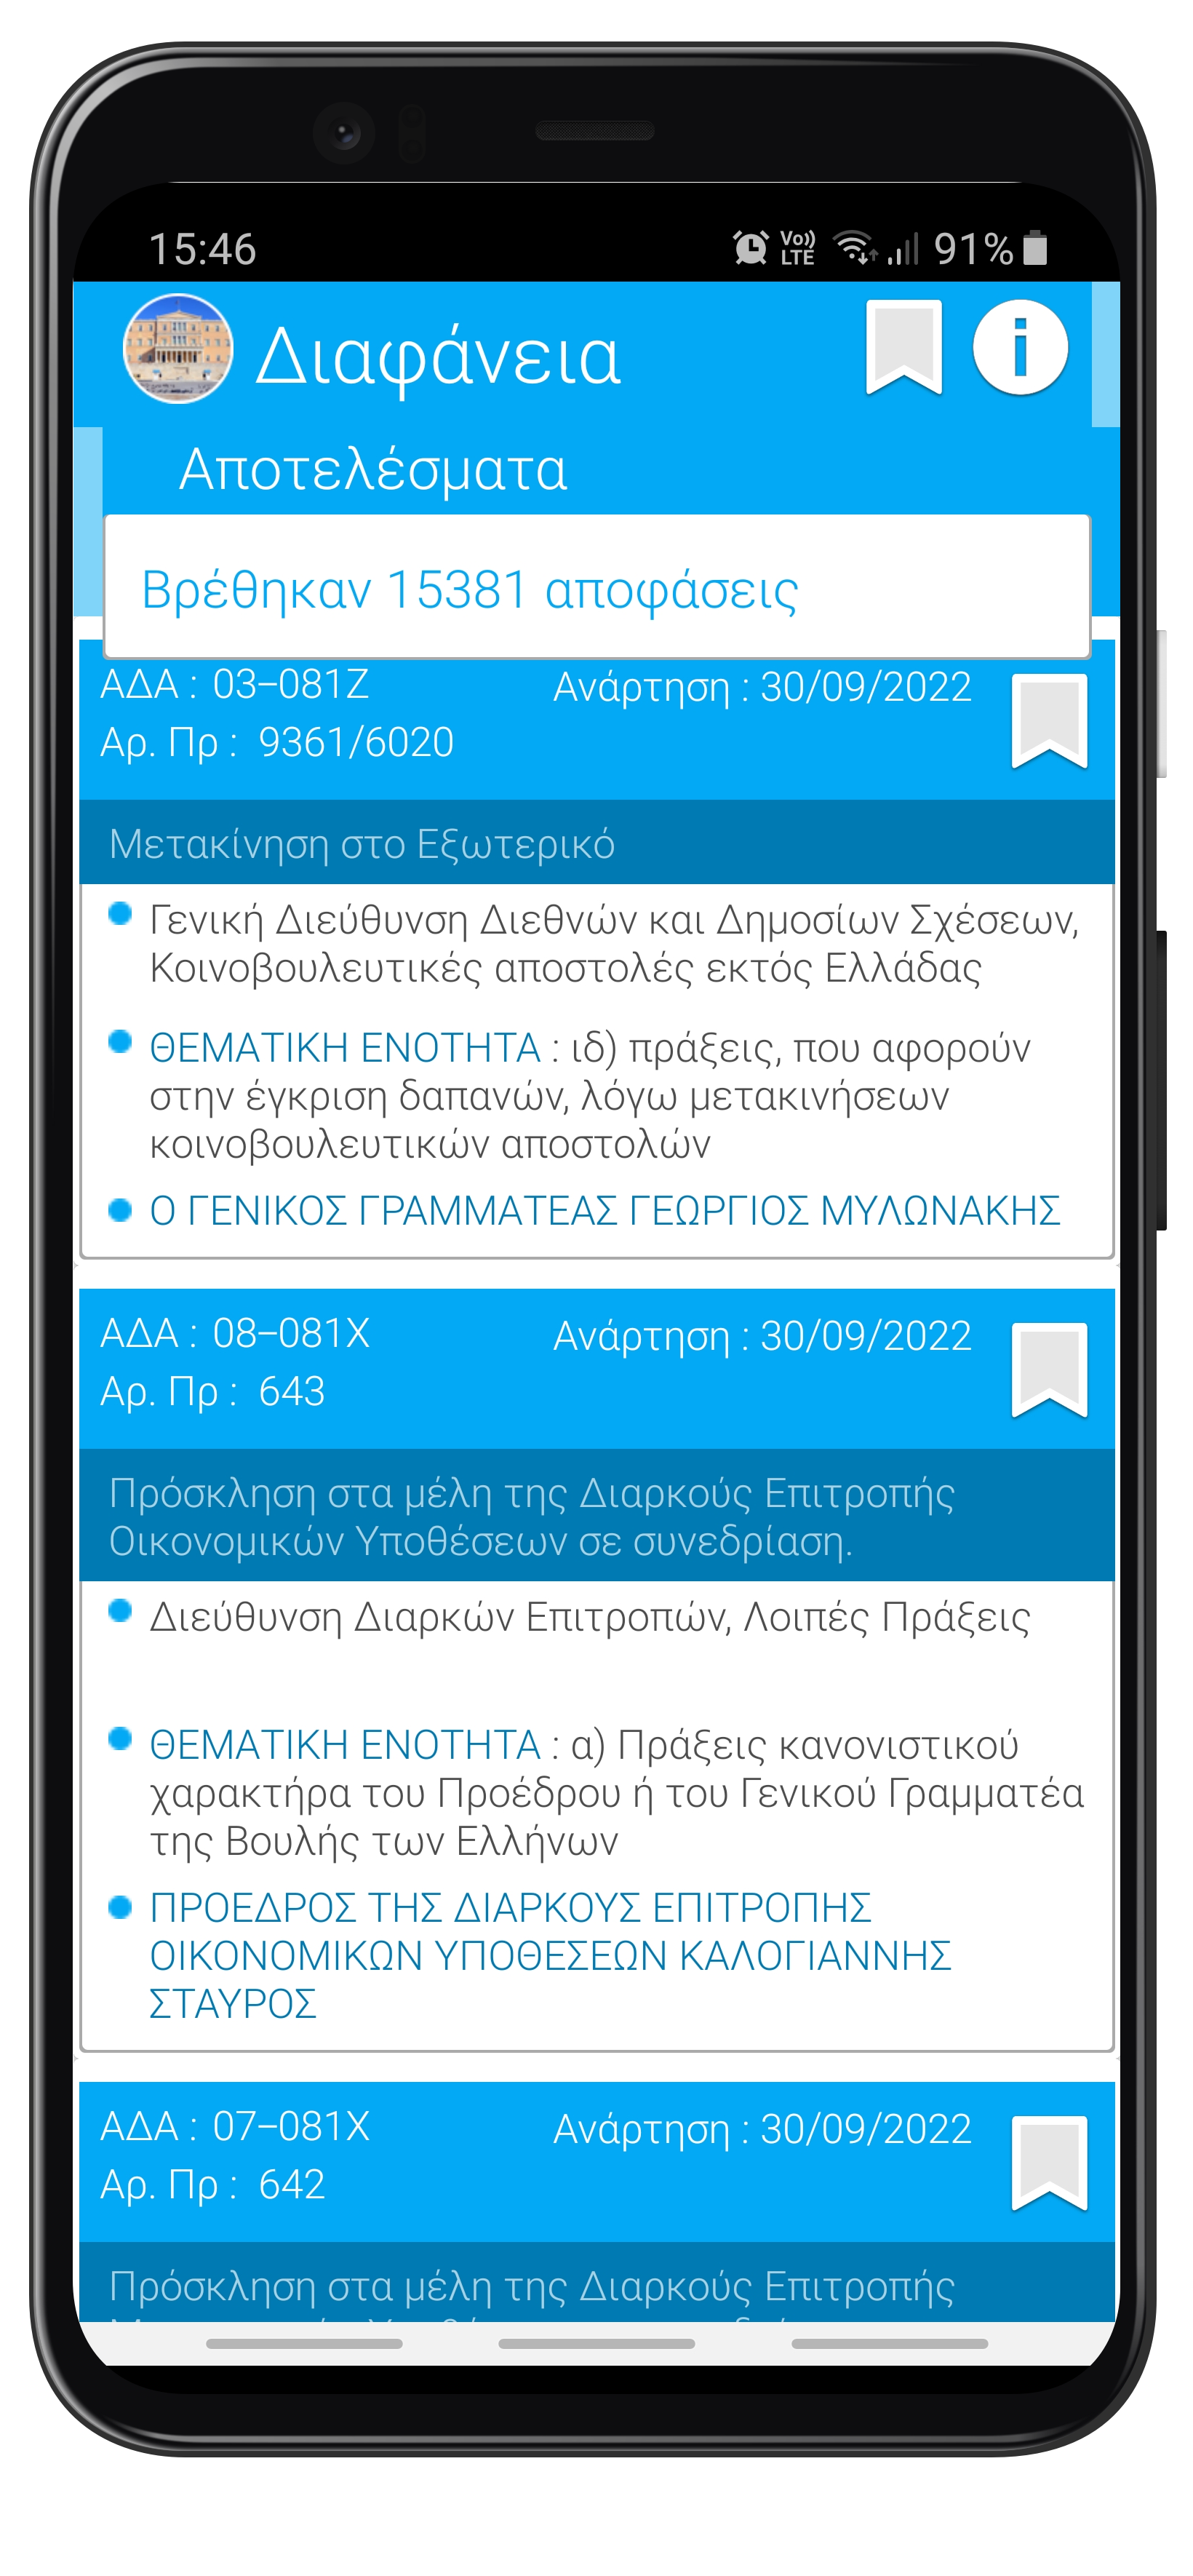 15:46
Vo)) LTE
91%
Διαφάνεια
Αποτελέσματα
Βρέθηκαν 15381 αποφάσεις
ΑΔΑ : 03–081Ζ
Ανάρτηση : 30/09/2022
Αρ. Πρ : 9361/6020
Μετακίνηση στο Εξωτερικό
Γενική Διεύθυνση Διεθνών και Δημοσίων Σχέσεων,
Κοινοβουλευτικές αποστολές εκτός Ελλάδας
ΘΕΜΑΤΙΚΗ ΕΝΟΤΗΤΑ : ιδ) πράξεις, που αφορούν
στην έγκριση δαπανών, λόγω μετακινήσεων
κοινοβουλευτικών αποστολών
Ο ΓΕΝΙΚΟΣ ΓΡΑΜΜΑΤΕΑΣ ΓΕΩΡΓΙΟΣ ΜΥΛΩΝΑΚΗΣ
ΑΔΑ : 08–081Χ
Ανάρτηση : 30/09/2022
Αρ. Πρ : 643
Πρόσκληση στα μέλη της Διαρκούς Επιτροπής
Οικονομικών Υποθέσεων σε συνεδρίαση.
Διεύθυνση Διαρκών Επιτροπών, Λοιπές Πράξεις
ΘΕΜΑΤΙΚΗ ΕΝΟΤΗΤΑ : α) Πράξεις κανονιστικού
χαρακτήρα του Προέδρου ή του Γενικού Γραμματέα
της Βουλής των Ελλήνων
ΠΡΟΕΔΡΟΣ ΤΗΣ ΔΙΑΡΚΟΥΣ ΕΠΙΤΡΟΠΗΣ
ΟΙΚΟΝΟΜΙΚΩΝ ΥΠΟΘΕΣΕΩΝ ΚΑΛΟΓΙΑΝΝΗΣ
ΣΤΑΥΡΟΣ
ΑΔΑ : 07–081Χ
Ανάρτηση : 30/09/2022
Αρ. Πρ : 642
Πρόσκληση στα μέλη της Διαρκούς Επιτροπής